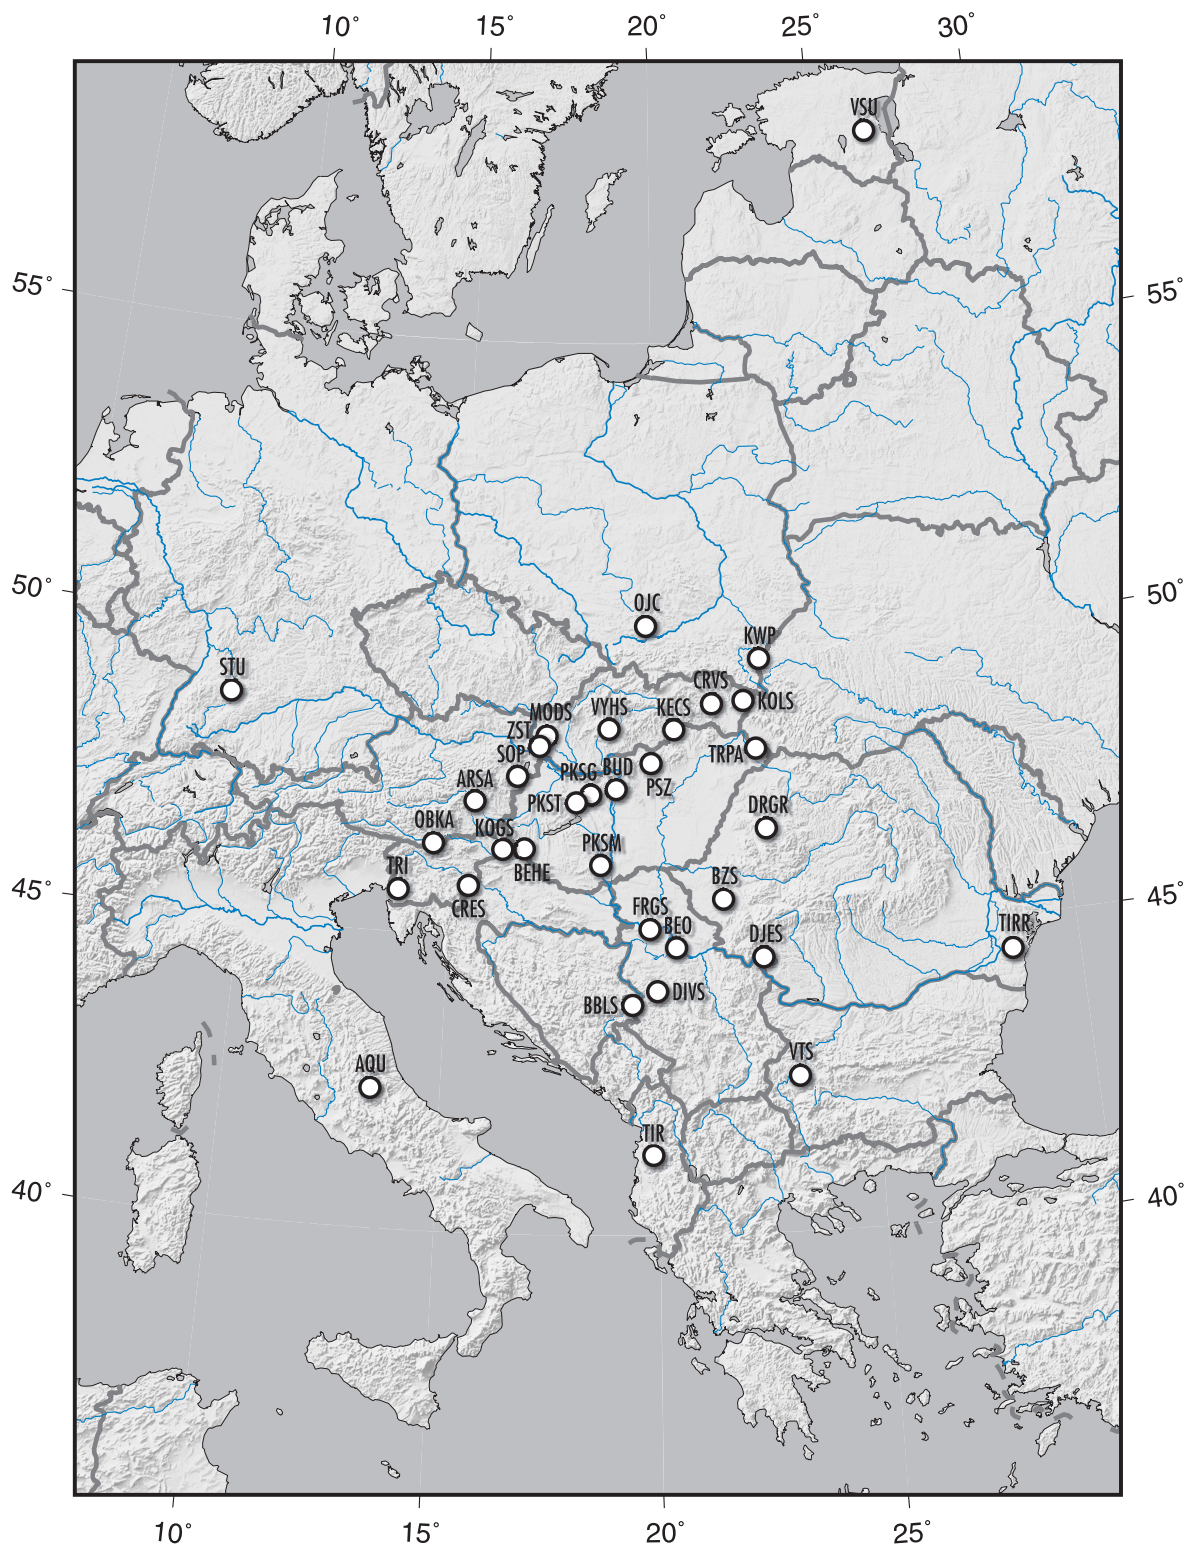 10° 15° 20° 25° 30°
VSU
55° 55°
50° 50°
OJC
KWP
STU
CRVS
KOLS
MODS VYHS KECS
ZST
SOP
TRPA
PKSG BUD
ARSA
PSZ
PKST
DRGR
OBKA
KOGS
PKSM
BEHE
TRI
BZS
45° 45°
CRES
FRGS
BEO
TIRR
DJES
DIVS
BBLS
VTS
AQU
TIR
40° 40°
10° 15° 20° 25°